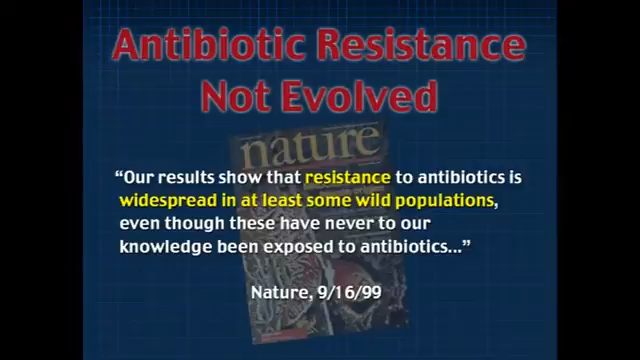 Antibiotic Resistance
Not Evolved
nature
“Our results show that resistance to antibiotics is
widespread in at least some wild populations,
even though these have never to our
knowledge been exposed to antibiotics...”
Nature, 9/16/99